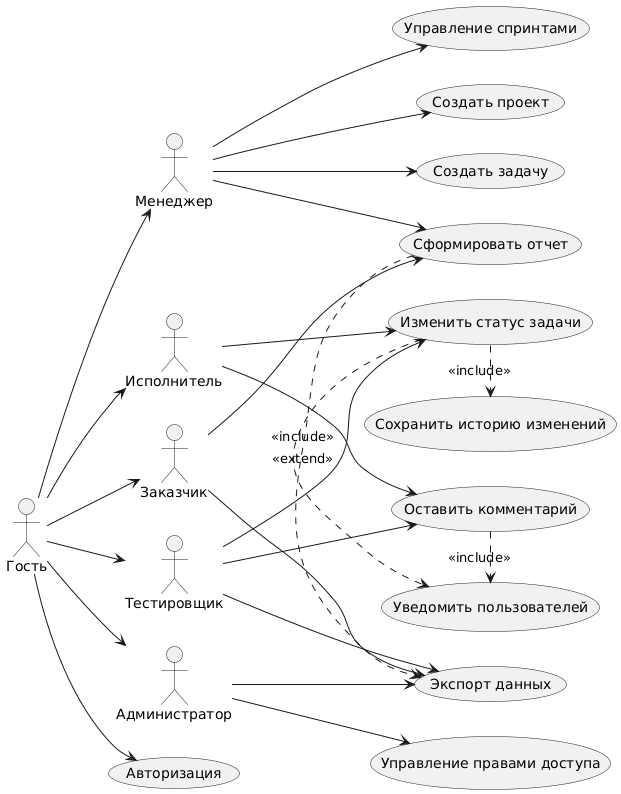 Управление спринтами
Создать проект
Менеджер
Создать задачу
Сформировать отчет
Исполнитель
Изменить статус задачи
«include»
Сохранить историю изменений
«include»
«extend»
Заказчик
Оставить комментарий
Гость
«include»
Тестировщик
Уведомить пользователей
Экспорт данных
Администратор
Управление правами доступа
Авторизация